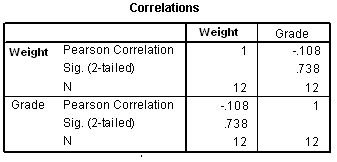 Correlations
Weight Grade
Weight Pearson Correlation 1 -.108
Sig. (2-tailed) .738
N 12 12
Grade Pearson Correlation -.108 1
Sig. (2-tailed) .738
N 12 12